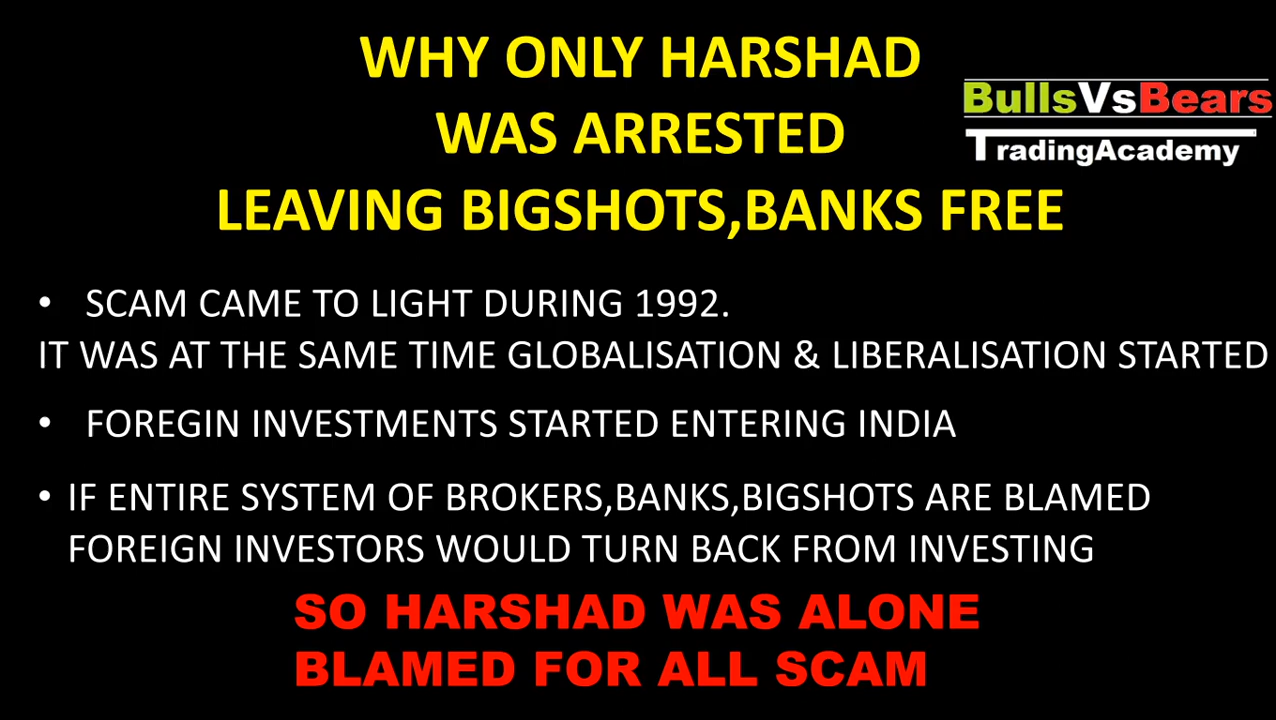 WHY ONLY HARSHAD
WAS ARRESTED
LEAVING BIGSHOTS,BANKS FREE
BullsVsBears
TradingAcademy
• SCAM CAME TO LIGHT DURING 1992.
IT WAS AT THE SAME TIME GLOBALISATION & LIBERALISATION STARTED
• FOREGIN INVESTMENTS STARTED ENTERING INDIA
• IF ENTIRE SYSTEM OF BROKERS,BANKS,BIGSHOTS ARE BLAMED
FOREIGN INVESTORS WOULD TURN BACK FROM INVESTING
SO HARSHAD WAS ALONE
BLAMED FOR ALL SCAM